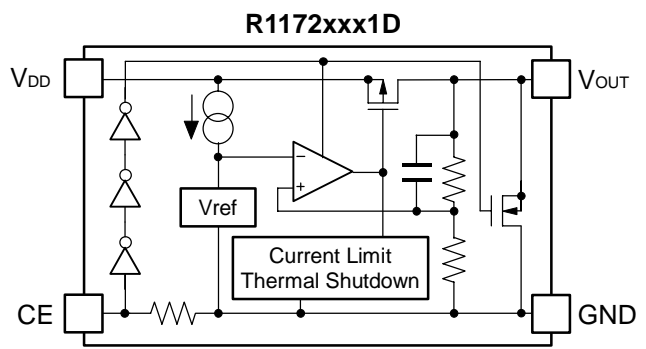 R1172xxx1D
VDD
VOUT
−
+
Vref
Current Limit
Thermal Shutdown
CE
GND